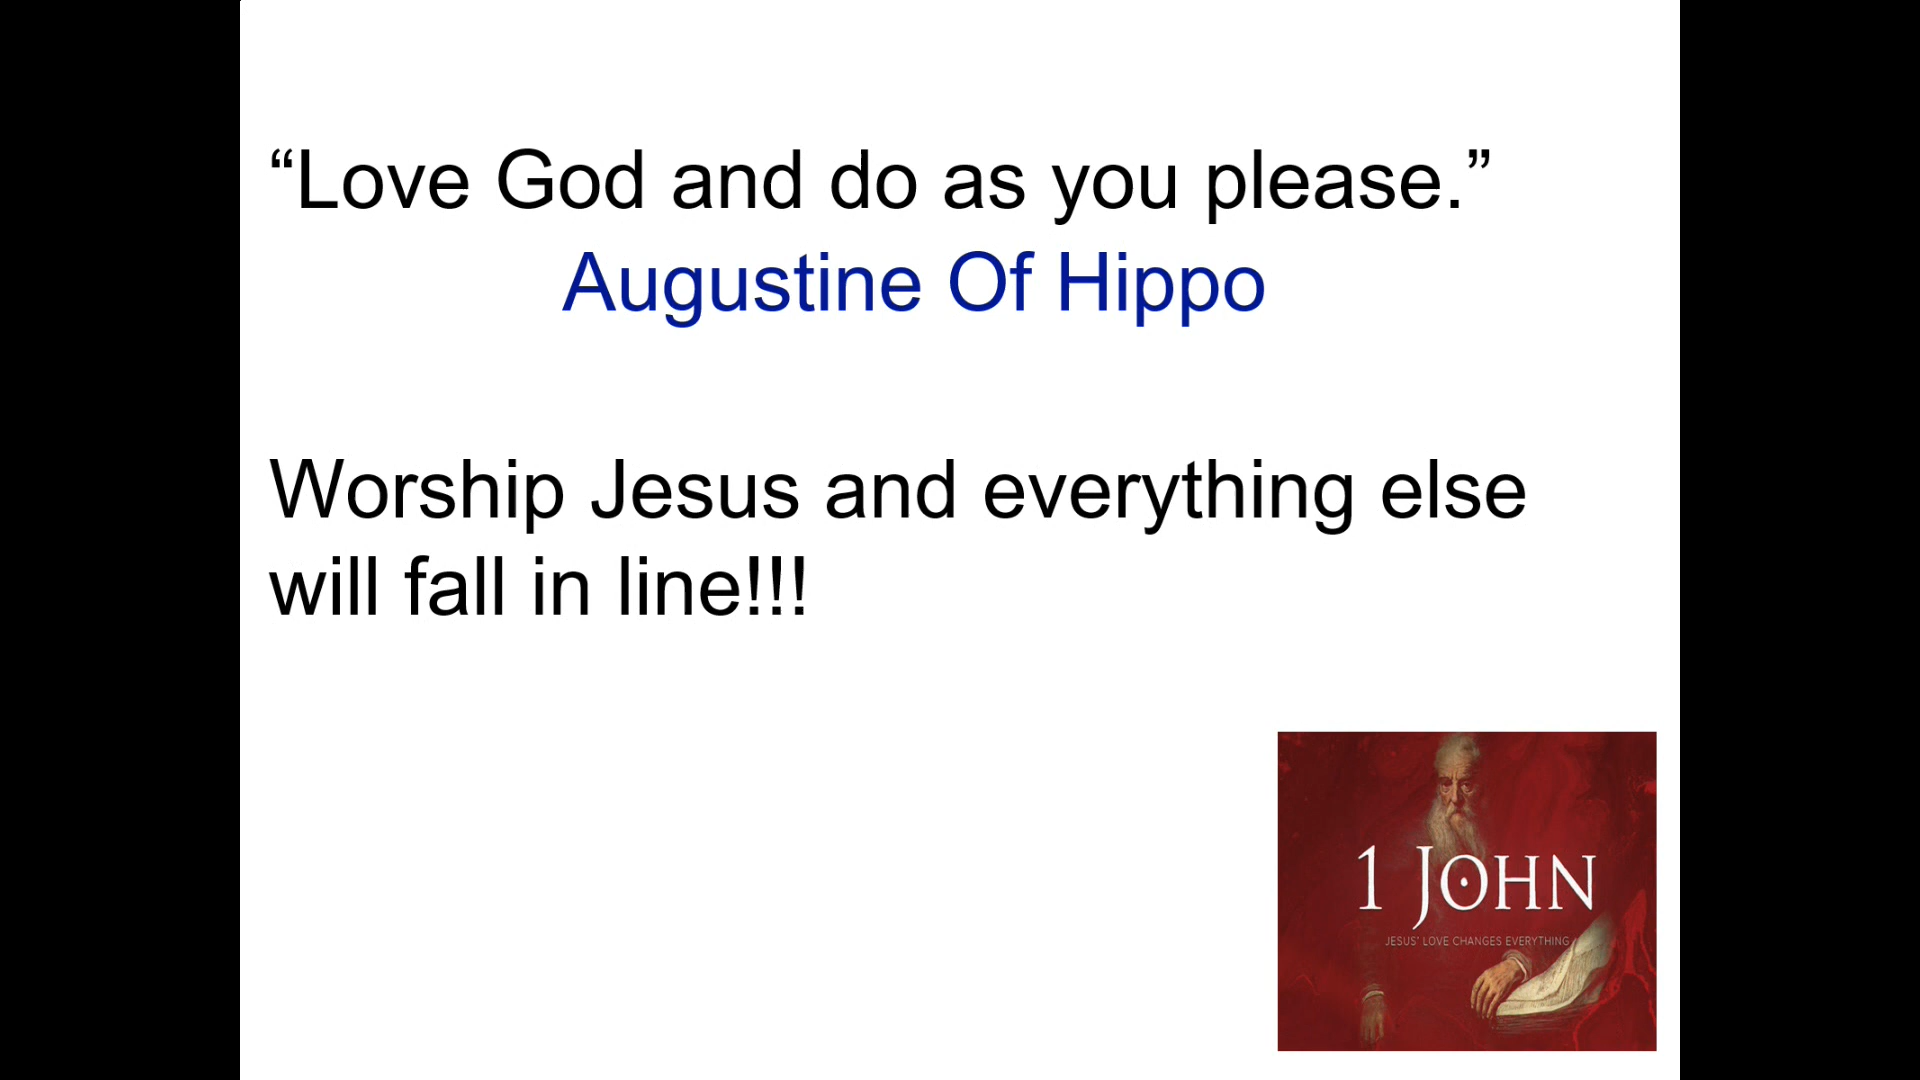 “Love God and do as you please.”
Augustine Of Hippo
Worship Jesus and everything else
will fall in line!!!
1 JOHN
JESUS’ LOVE CHANGES EVERYTHING